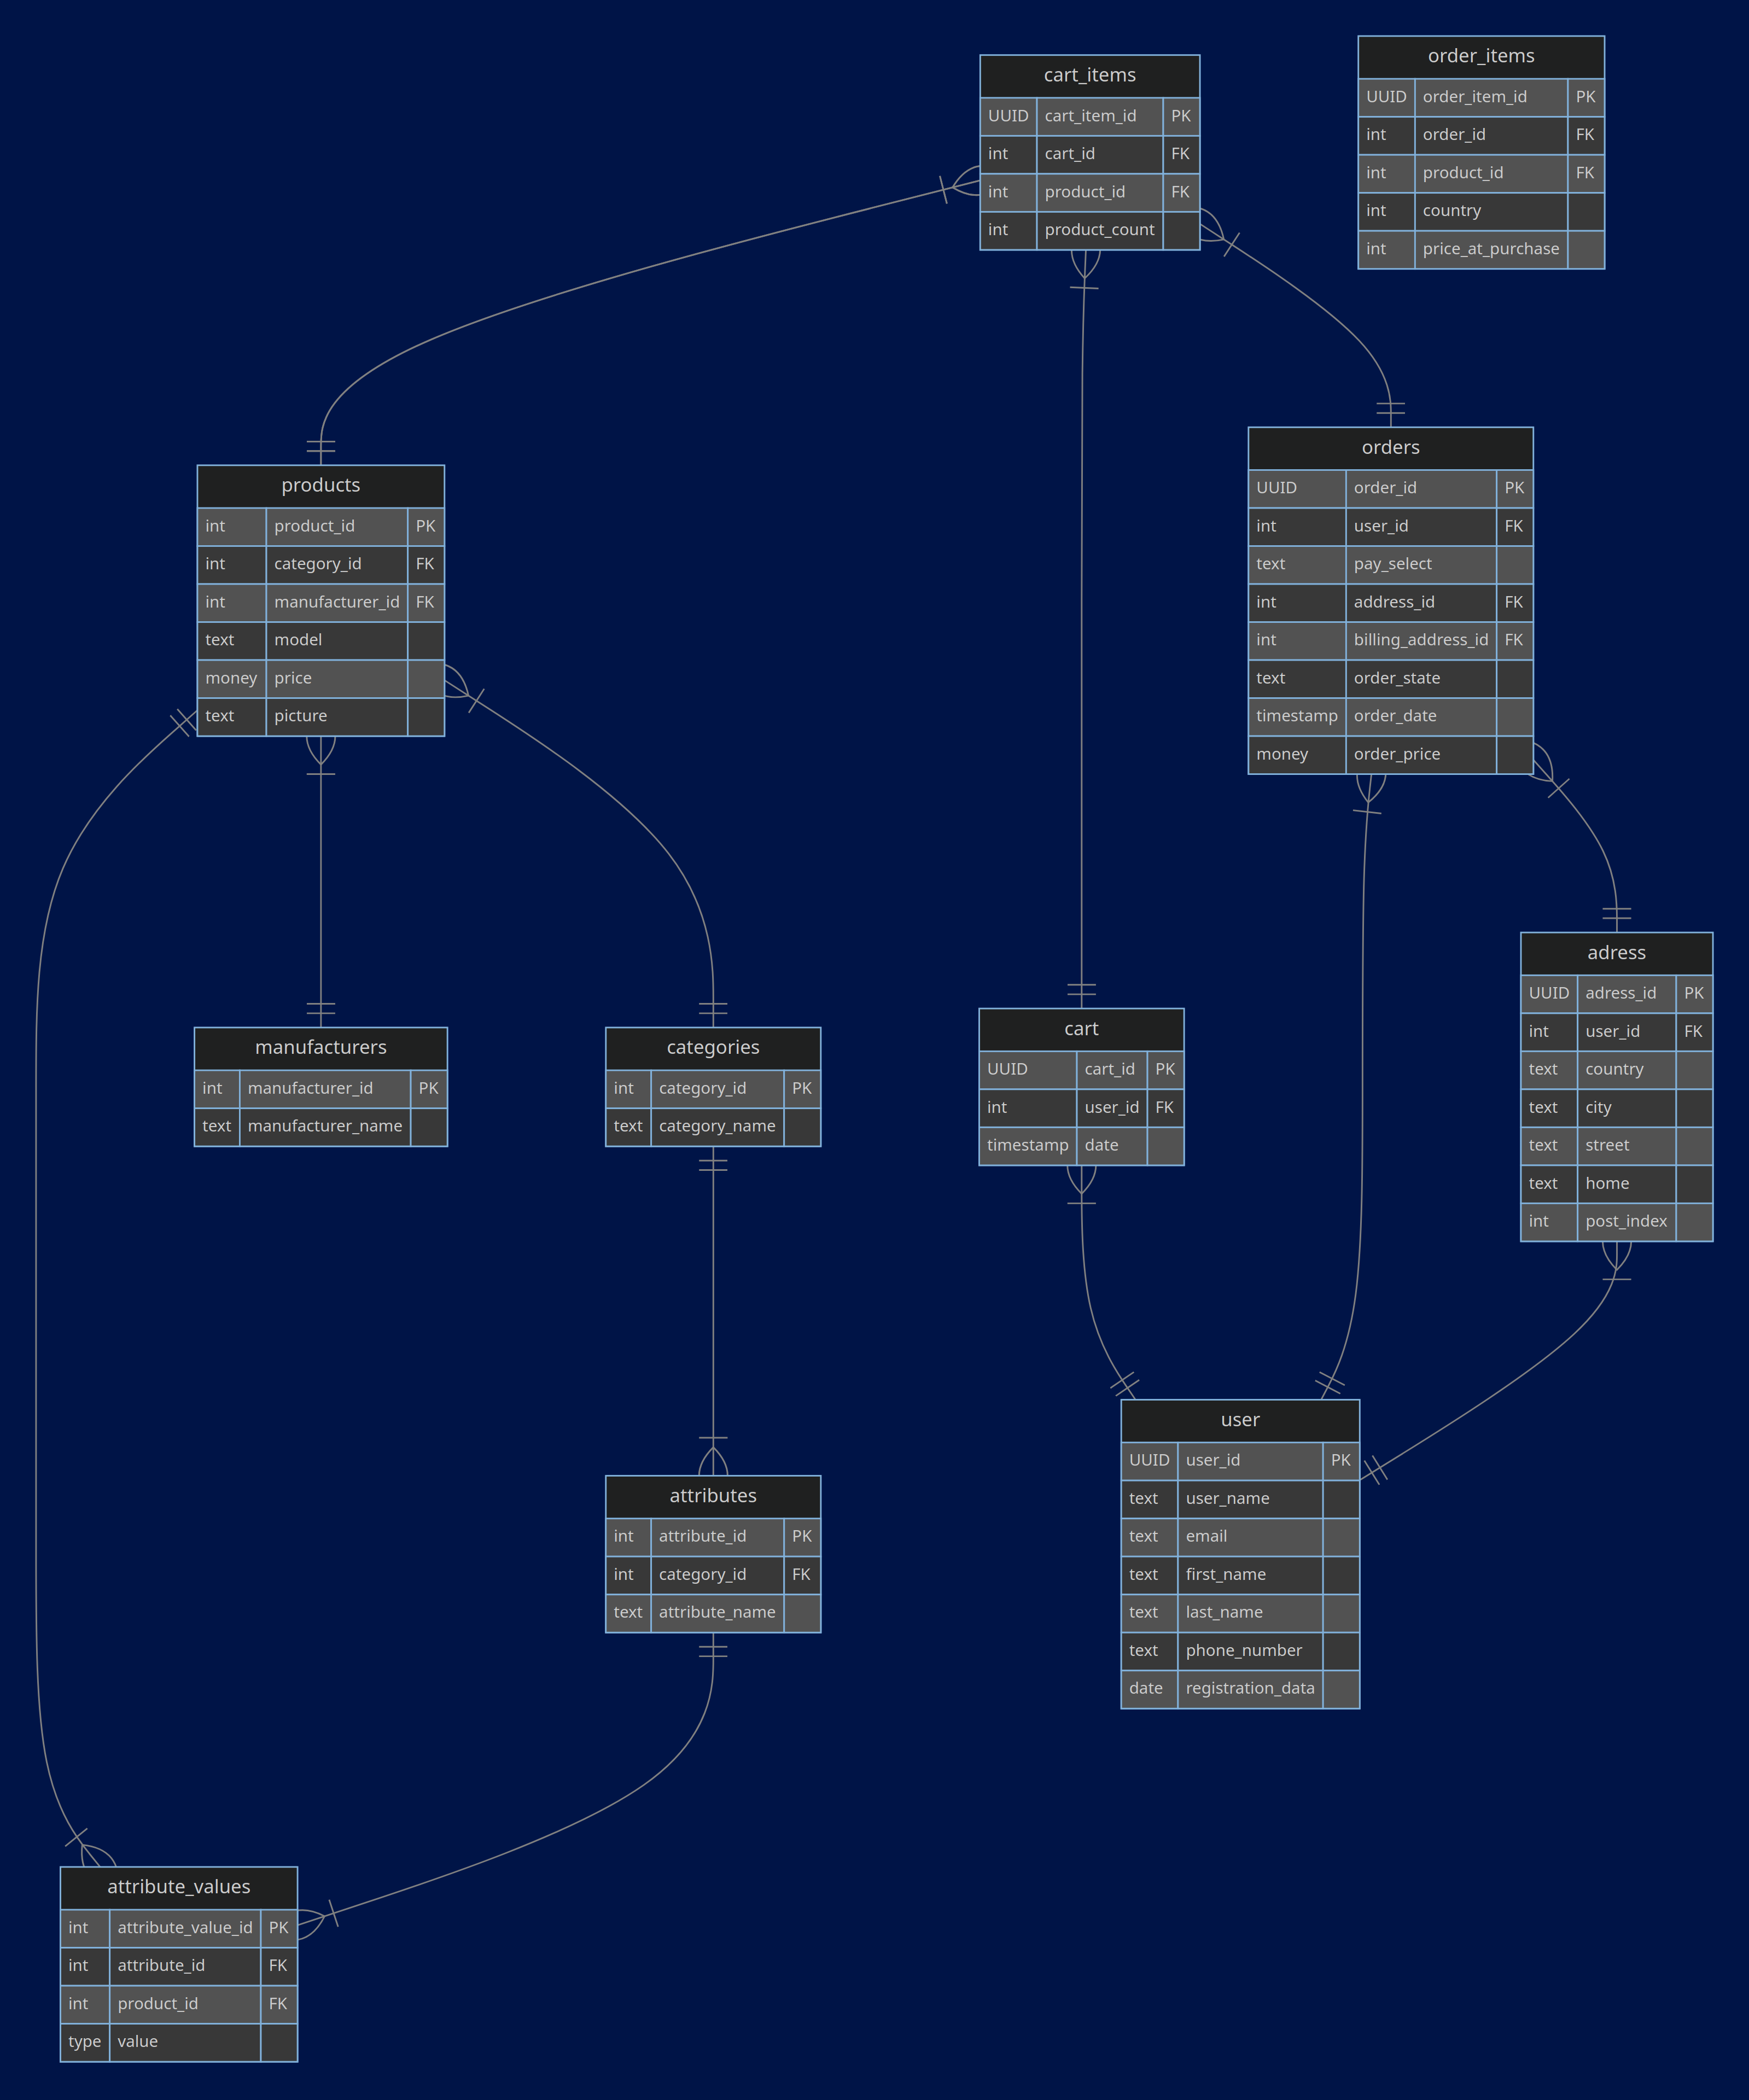 cart_items
UUID cart_item_id PK
int cart_id FK
int product_id FK
int product_count
order_items
UUID order_item_id PK
int order_id FK
int product_id FK
int country
int price_at_purchase
products
int product_id PK
int category_id FK
int manufacturer_id FK
text model
money price
text picture
orders
UUID order_id PK
int user_id FK
text pay_select
int address_id FK
int billing_address_id FK
text order_state
timestamp order_date
money order_price
adress
UUID adress_id PK
int user_id FK
text country
text city
text street
text home
int post_index
manufacturers
int manufacturer_id PK
text manufacturer_name
categories
int category_id PK
text category_name
cart
UUID cart_id PK
int user_id FK
timestamp date
user
UUID user_id PK
text user_name
text email
text first_name
text last_name
text phone_number
date registration_data
attributes
int attribute_id PK
int category_id FK
text attribute_name
attribute_values
int attribute_value_id PK
int attribute_id FK
int product_id FK
type value